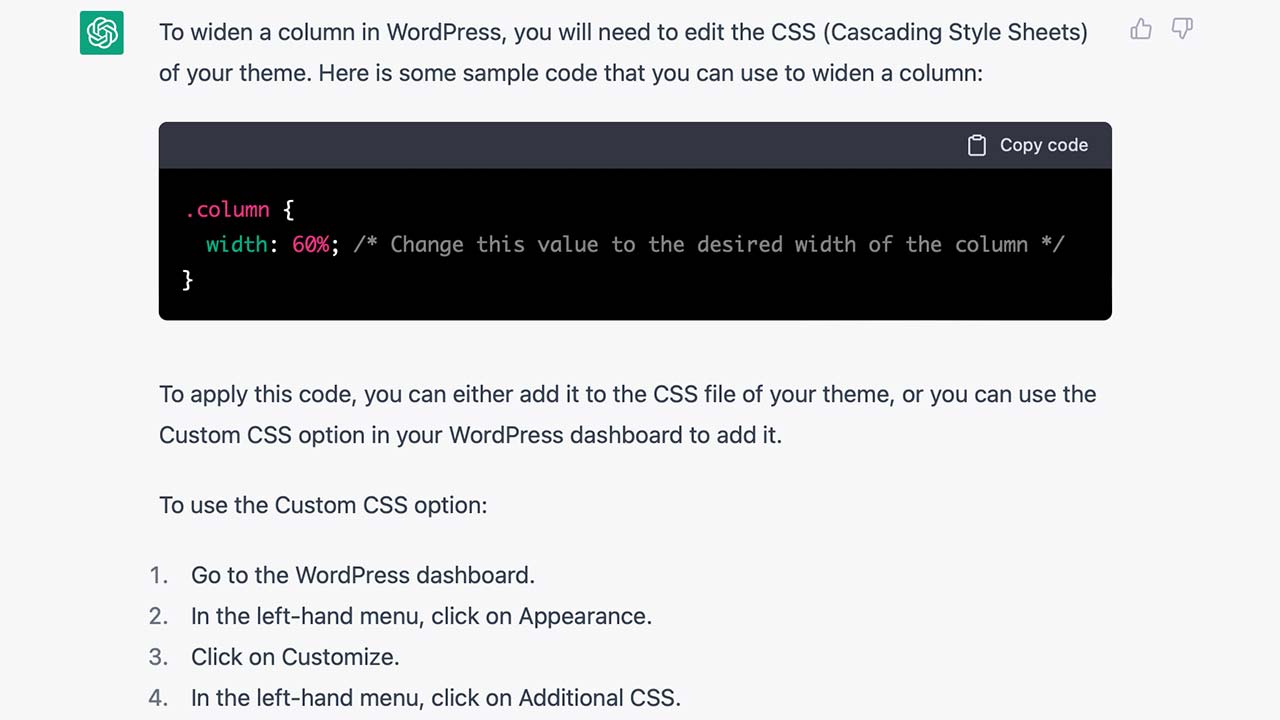 To widen a column in WordPress, you will need to edit the CSS (Cascading Style Sheets)
of your theme. Here is some sample code that you can use to widen a column:
Copy code
.column {
  width: 60%; /* Change this value to the desired width of the column */
}
To apply this code, you can either add it to the CSS file of your theme, or you can use the
Custom CSS option in your WordPress dashboard to add it.
To use the Custom CSS option:
1. Go to the WordPress dashboard.
2. In the left-hand menu, click on Appearance.
3. Click on Customize.
4. In the left-hand menu, click on Additional CSS.